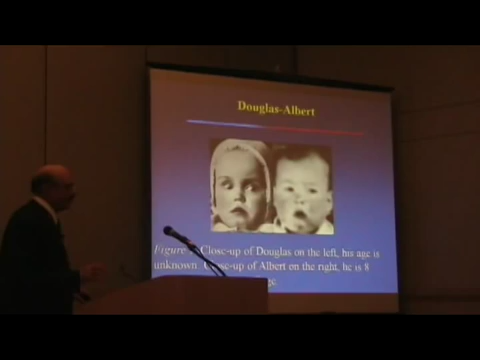 Douglas-Albert
Figure Close-up of Douglas on the left, his age is
unknown. Close-up of Albert on the right, he is 8